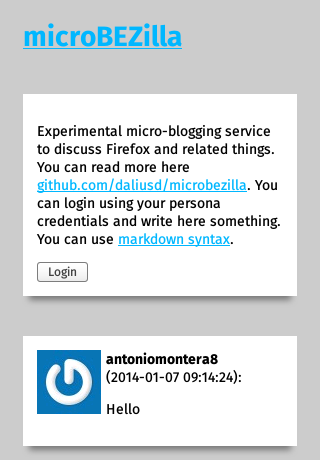 microBEZilla
Experimental micro-blogging service
to discuss Firefox and related things.
You can read more here
github.com/daliusd/microbezilla. You
can login using your persona
credentials and write here something.
You can use markdown syntax.
Login
antoniomontera8
(2014-01-07 09:14:24):
Hello